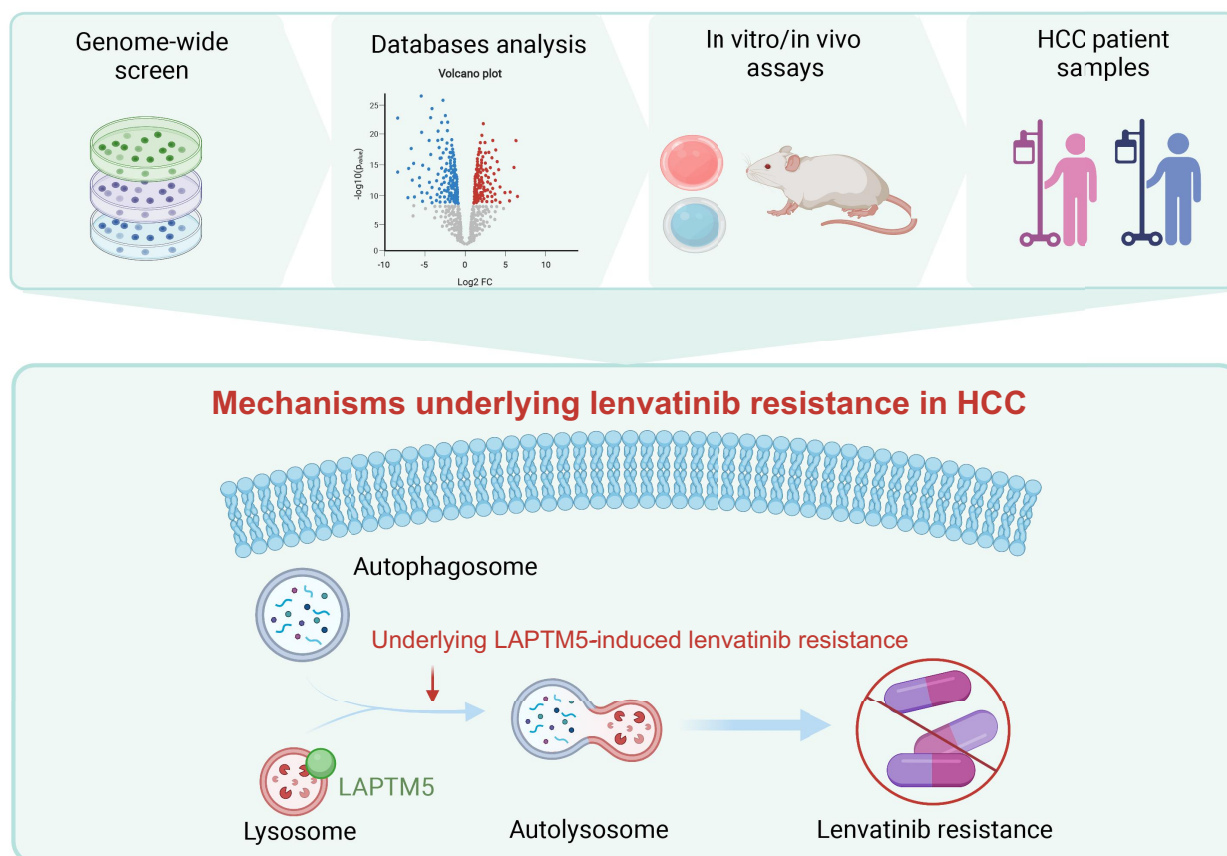 Genome-wide
screen
Databases analysis
Volcano plot
-log10(pvalue)
25
20
15
10
5
0
-10
-5
0
5
10
Log2 FC
In vitro/in vivo
assays
HCC patient
samples
Mechanisms underlying lenvatinib resistance in HCC
Autophagosome
Underlying LAPTM5-induced lenvatinib resistance
LAPTM5
Lysosome
Autolysosome
Lenvatinib resistance